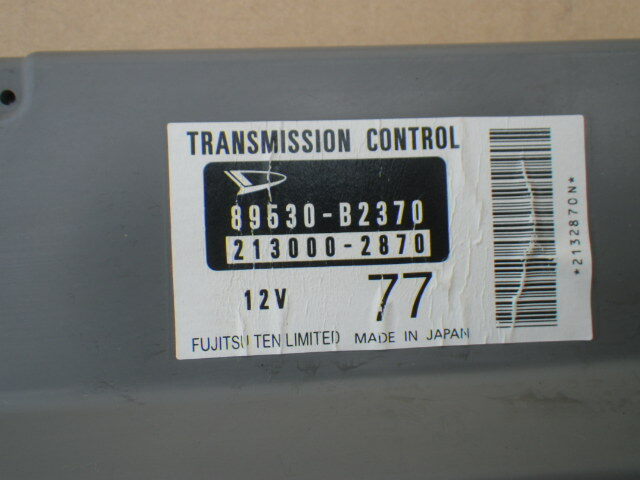 TRANSMISSION CONTROL
89530-B2370
213000-2870
12V 77
FUJITSU TEN LIMITED MADE IN JAPAN
*2132870N*